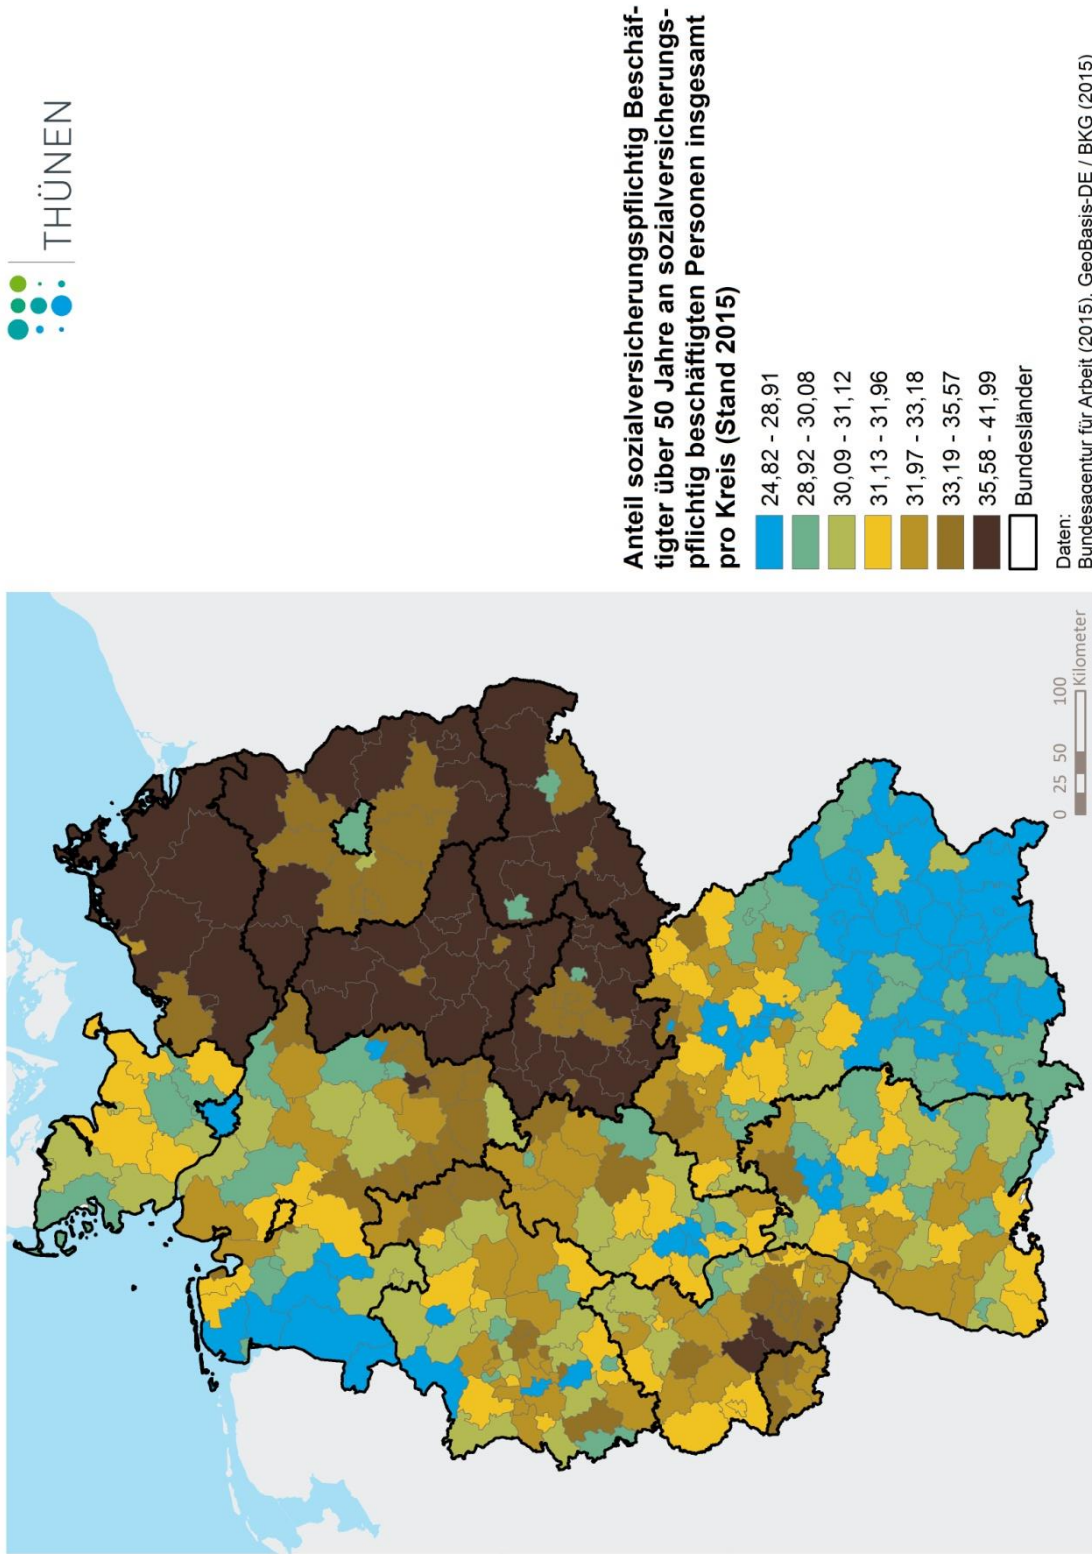 THÜNEN
Anteil sozialversicherungspflichtig Beschäf-
tigter über 50 Jahre an sozialversicherungs-
pflichtig beschäftigten Personen insgesamt
pro Kreis (Stand 2015)
24,82 - 28,91
28,92 - 30,08
30,09 - 31,12
31,13 - 31,96
31,97 - 33,18
33,19 - 35,57
35,58 - 41,99
Bundesländer
Daten:
Bundesagentur für Arbeit (2015), GeoBasis-DE / BKG (2015)
0 25 50 100
Kilometer